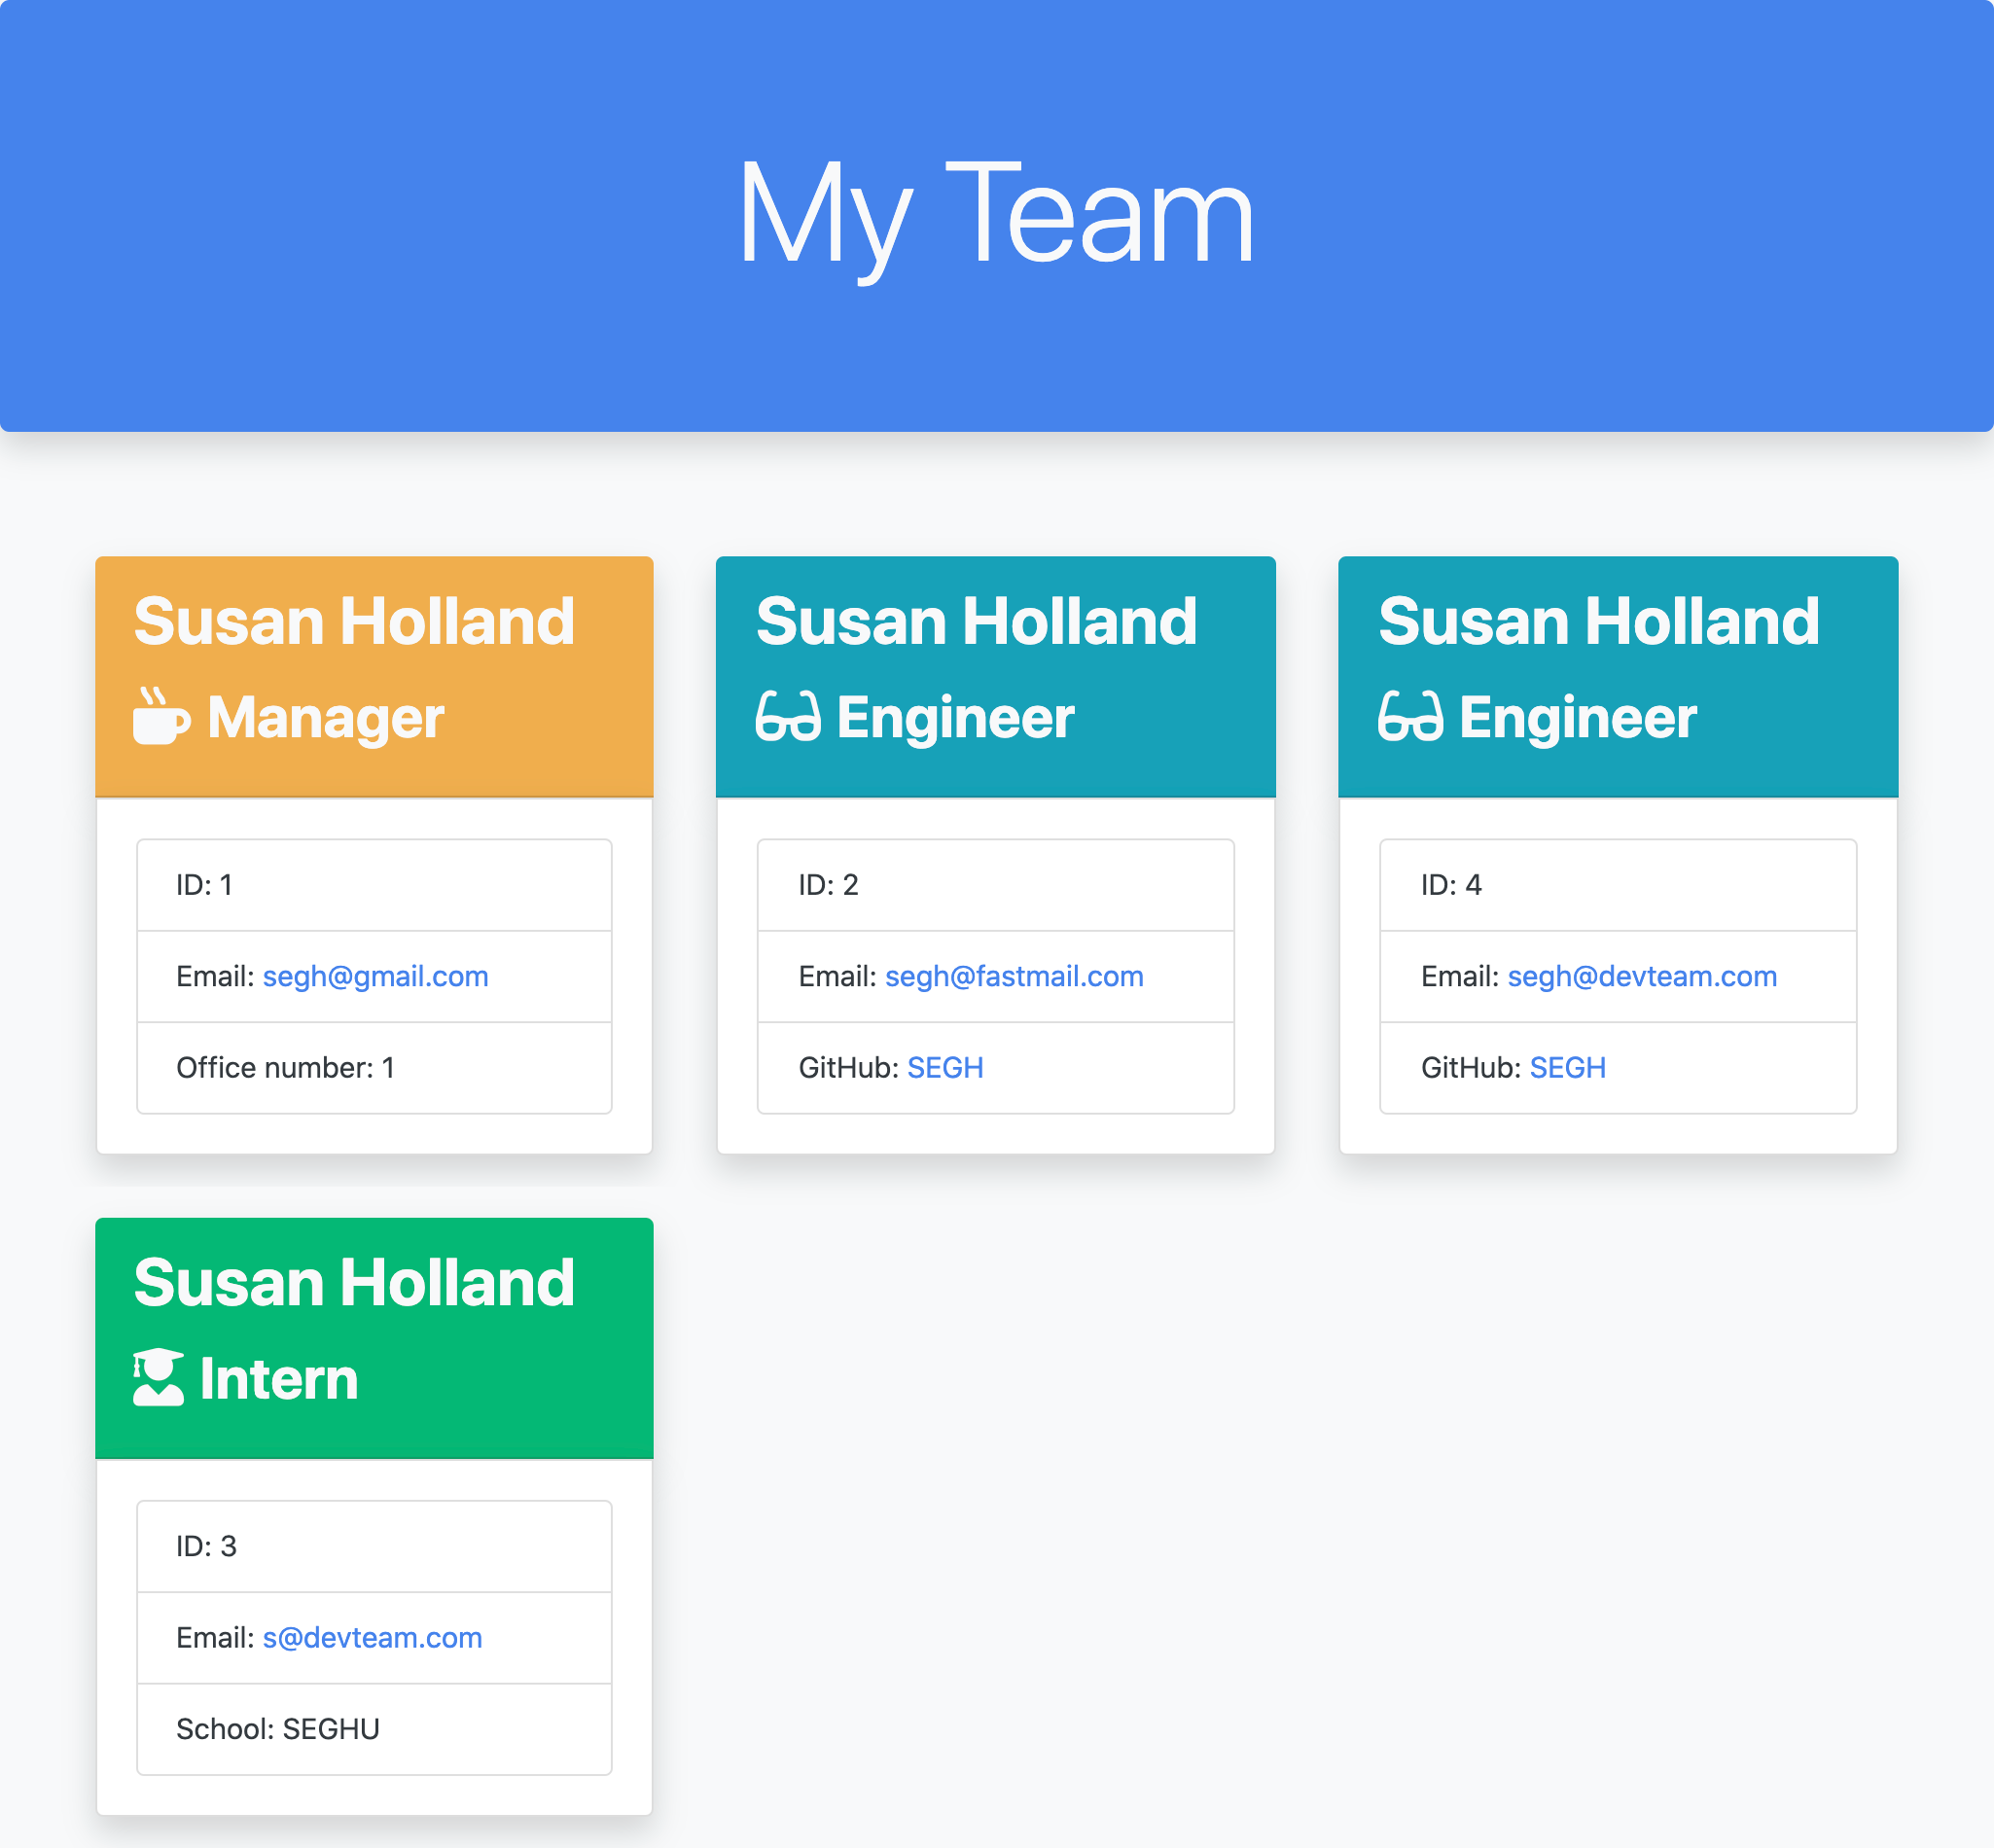 My Team
Susan Holland
Manager
ID: 1
Email: segh@gmail.com
Office number: 1
Susan Holland
Engineer
ID: 2
Email: segh@fastmail.com
GitHub: SEGH
Susan Holland
Engineer
ID: 4
Email: segh@devteam.com
GitHub: SEGH
Susan Holland
Intern
ID: 3
Email: s@devteam.com
School: SEGHU